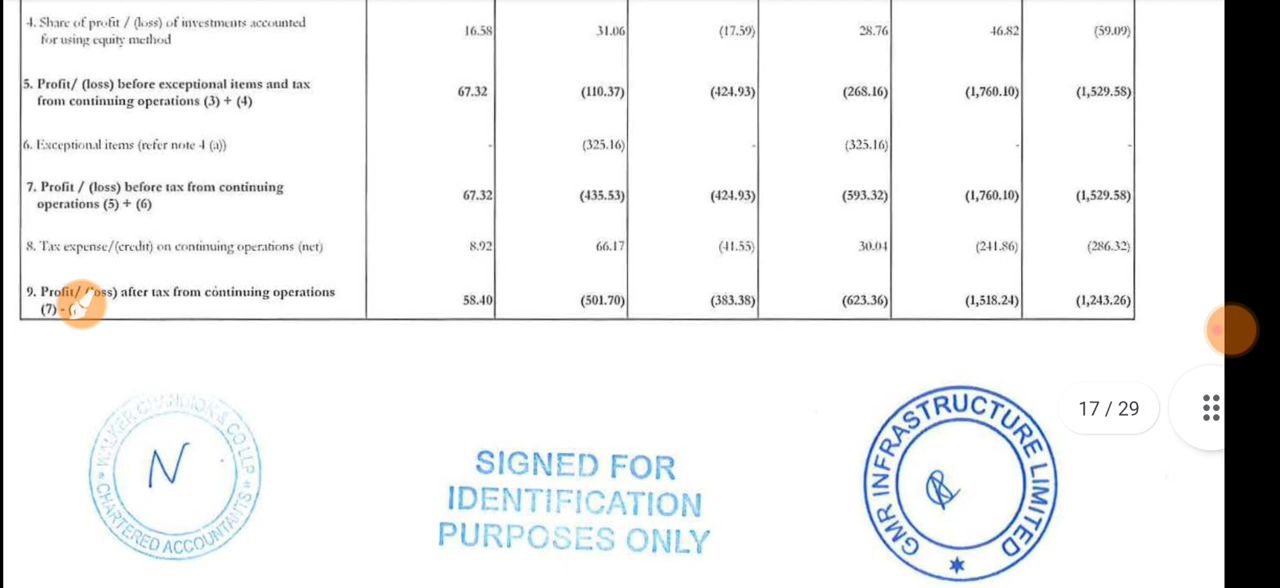 4. Share of profit / (loss) of investments accounted
for using equity method 16.58 31.06 (17.59) 28.76 46.82 (59.09)
5. Profit/ (loss) before exceptional items and tax
from continuing operations (3) + (4) 67.32 (110.37) (424.93) (268.16) (1,760.10) (1,529.58)
6. Exceptional items (refer note 4 (a)) - (325.16) - (325.16) - -
7. Profit / (loss) before tax from continuing
operations (5) + (6) 67.32 (435.53) (424.93) (593.32) (1,760.10) (1,529.58)
8. Tax expense/(credit) on continuing operations (net) 8.92 66.17 (41.55) 30.04 (241.86) (286.32)
9. Profit/ after tax from continuing operations
(7) - 58.40 (501.70) (383.38) (623.36) (1,518.24) (1,243.26)
WALKER CHANDIOK & CO LLP
CHARTERED ACCOUNTANTS
N
SIGNED FOR
IDENTIFICATION
PURPOSES ONLY
GMR INFRASTRUCTURE LIMITED
17 / 29